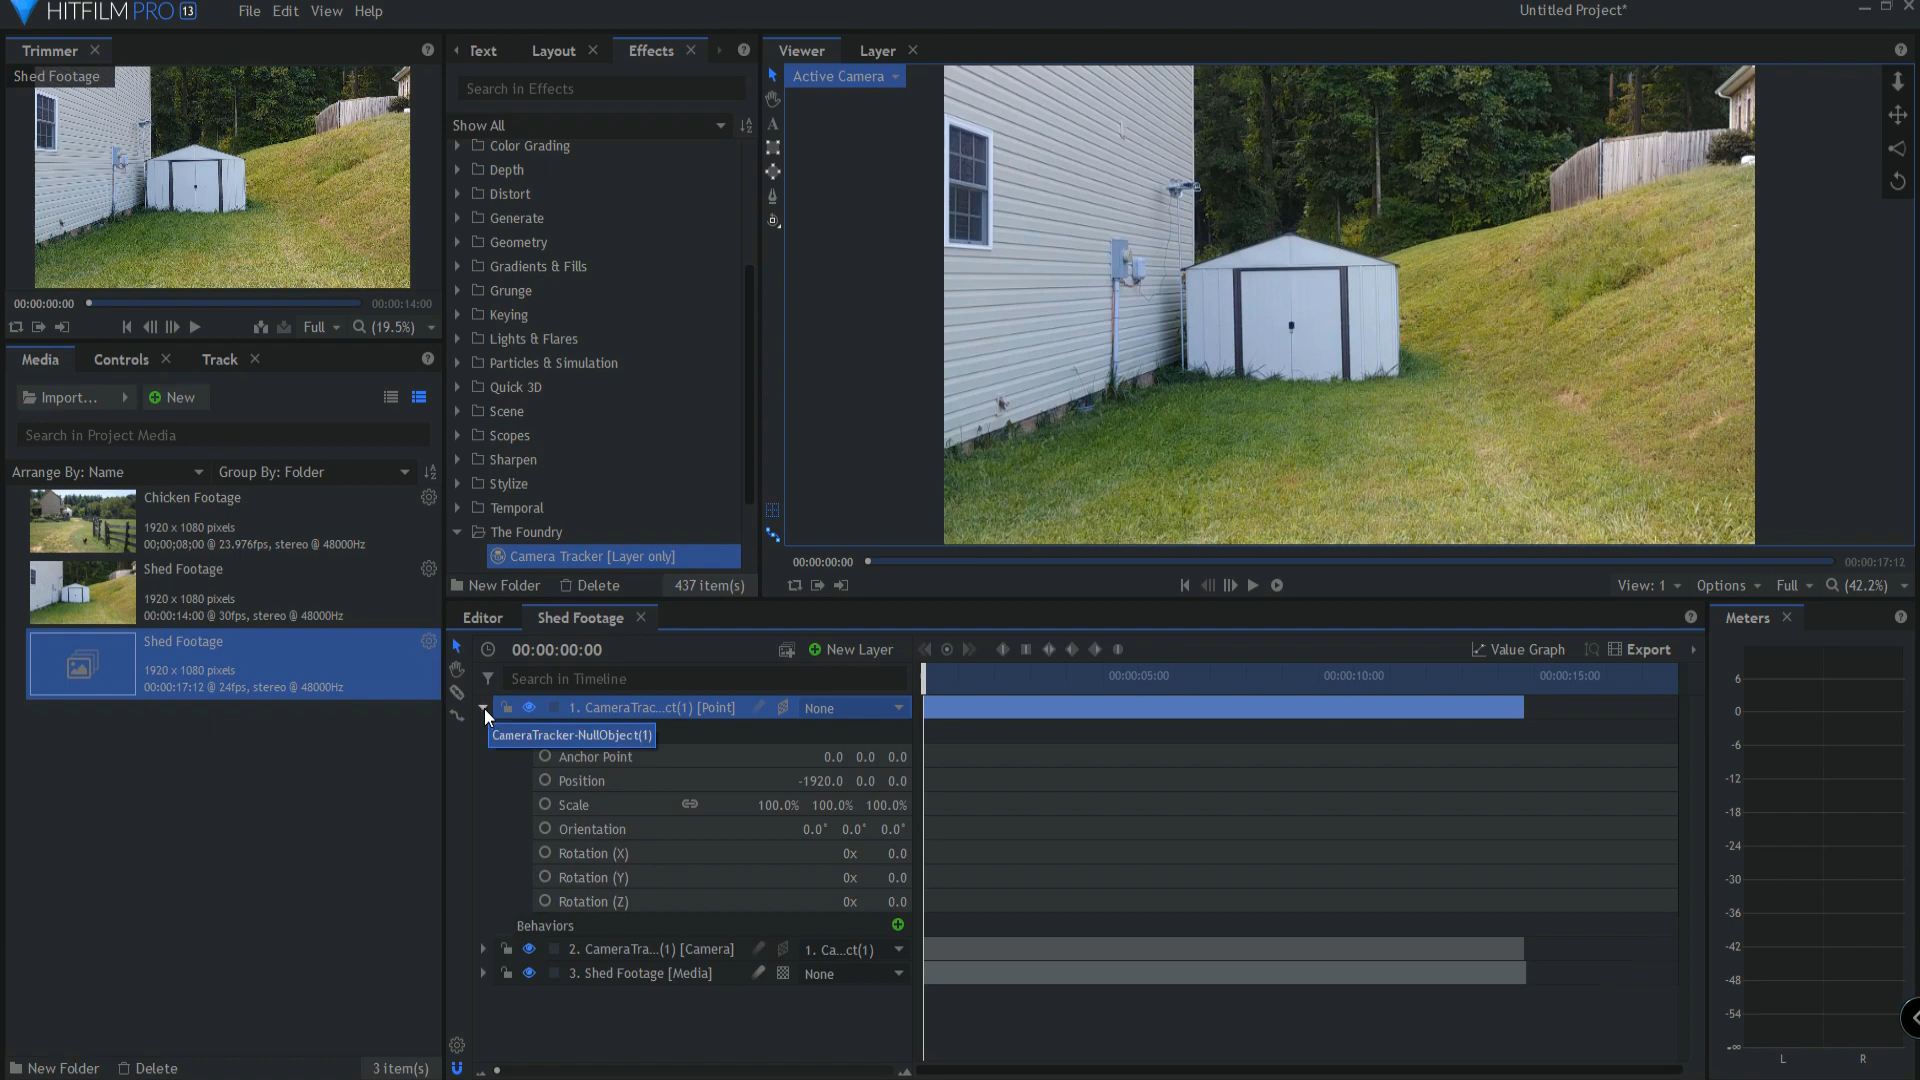 HITFILM PRO 13
File Edit View Help
Untitled Project*
Trimmer
Text Layout Effects
Viewer Layer
Shed Footage
Search in Effects
Active Camera
Show All
Color Grading
Depth
Distort
Generate
Geometry
Gradients & Fills
Grunge
Keying
Lights & Flares
Particles & Simulation
Quick 3D
Scene
Scopes
Sharpen
Stylize
Temporal
The Foundry
Camera Tracker [Layer only]
New Folder Delete 437 item(s)
00:00:00:00 00:00:14:00
Full (19.5%)
Media Controls Track
Import... New
Search in Project Media
Arrange By: Name Group By: Folder
Chicken Footage
1920 x 1080 pixels
00;00;08;00 @ 23.976fps, stereo @ 48000Hz
Shed Footage
1920 x 1080 pixels
00:00:14:00 @ 30fps, stereo @ 48000Hz
Shed Footage
1920 x 1080 pixels
00:00:17:12 @ 24fps, stereo @ 48000Hz
New Folder Delete 3 item(s)
00:00:00:00 00:00:17:12
View: 1 Options Full (42.2%)
Editor Shed Footage
00:00:00:00 New Layer
Value Graph Export
Search in Timeline
00:00:05:00 00:00:10:00 00:00:15:00
1. CameraTrac...ct(1) [Point] None
CameraTracker-NullObject(1)
Anchor Point 0.0 0.0 0.0
Position -1920.0 0.0 0.0
Scale 100.0% 100.0% 100.0%
Orientation 0.0° 0.0° 0.0°
Rotation (X) 0x 0.0
Rotation (Y) 0x 0.0
Rotation (Z) 0x 0.0
Behaviors
2. CameraTra...(1) [Camera] 1. Ca...ct(1)
3. Shed Footage [Media] None
Meters
6
0
-6
-12
-18
-24
-30
-36
-42
-48
-54
-∞
L R